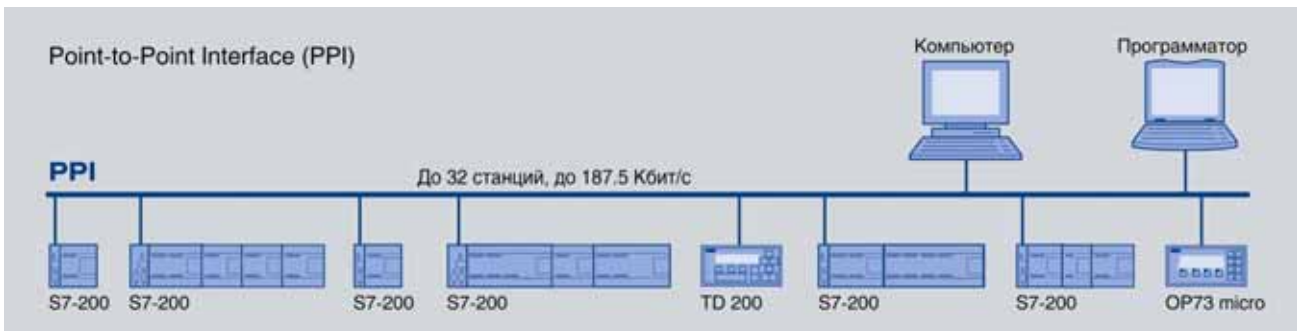 Point-to-Point Interface (PPI)
Компьютер
Программатор
PPI
До 32 станций, до 187.5 Кбит/с
S7-200
S7-200
S7-200
S7-200
TD 200
S7-200
S7-200
OP73 micro